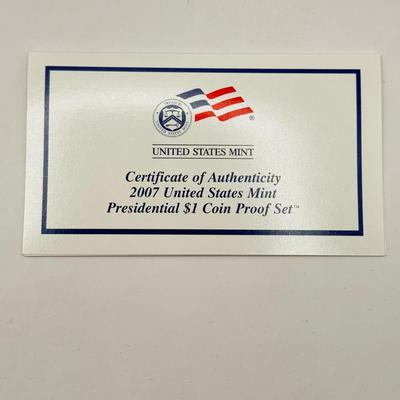 ®
UNITED STATES MINT
Certificate of Authenticity
2007 United States Mint
Presidential $1 Coin Proof Set™